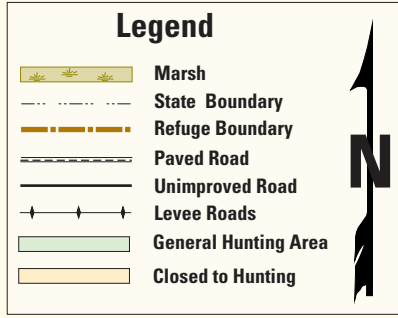 Legend
Marsh
State Boundary
Refuge Boundary
Paved Road
Unimproved Road
N
Levee Roads
General Hunting Area
Closed to Hunting